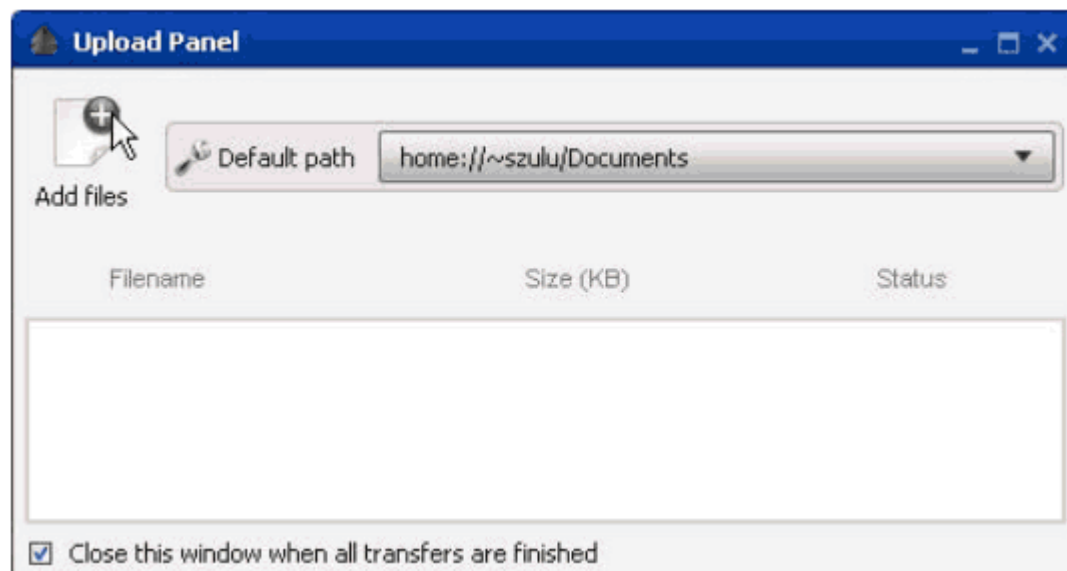 Upload Panel
Add files
Default path
home://~szulu/Documents
Filename Size (KB) Status
Close this window when all transfers are finished